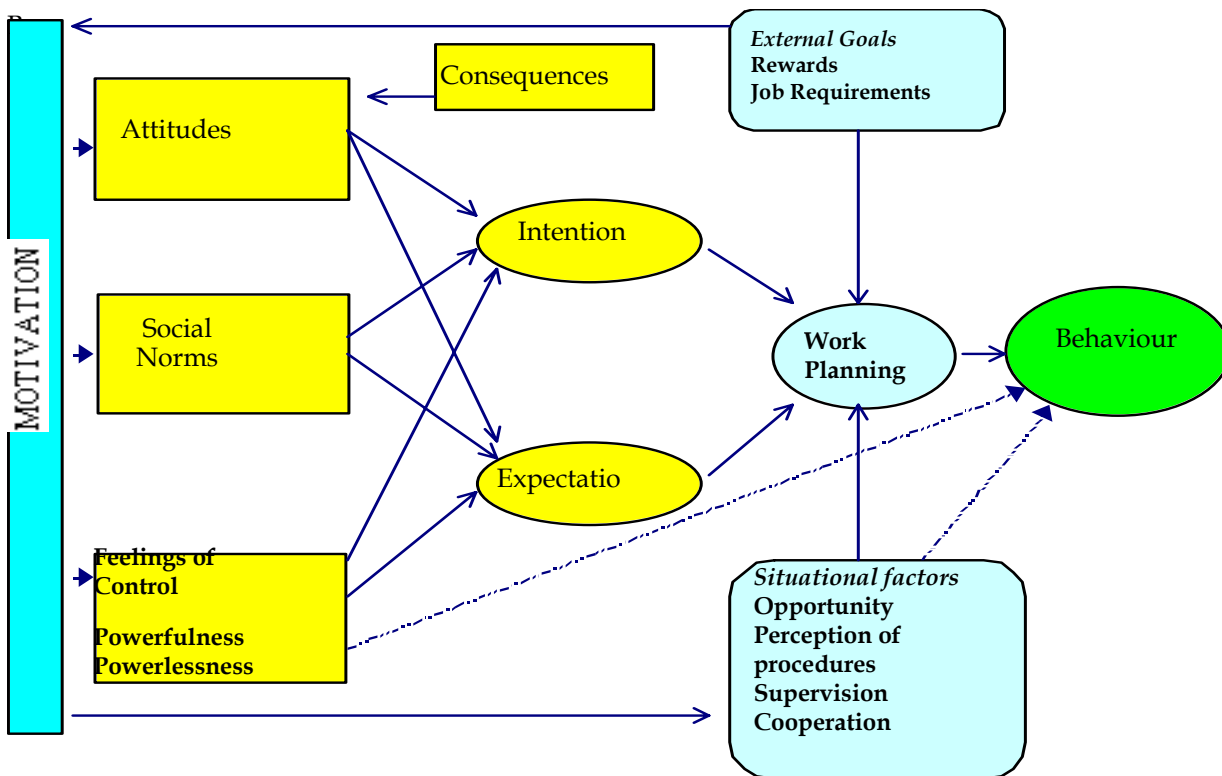 External Goals
Rewards
Job Requirements
Consequences
Attitudes
Intention
MOTIVATION
Social
Norms
Work
Planning
Behaviour
Expectatio
Feelings of
Control
Powerfulness
Powerlessness
Situational factors
Opportunity
Perception of
procedures
Supervision
Cooperation